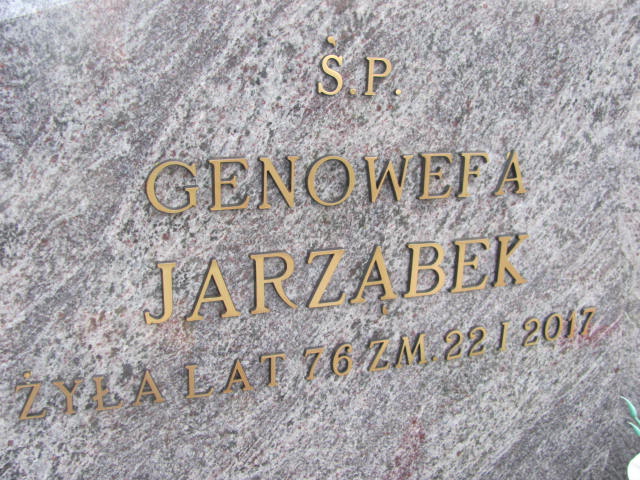 Ś.P.
GENOWEFA
JARZĄBEK
ŻYŁA LAT 76 ZM. 22 I 2017